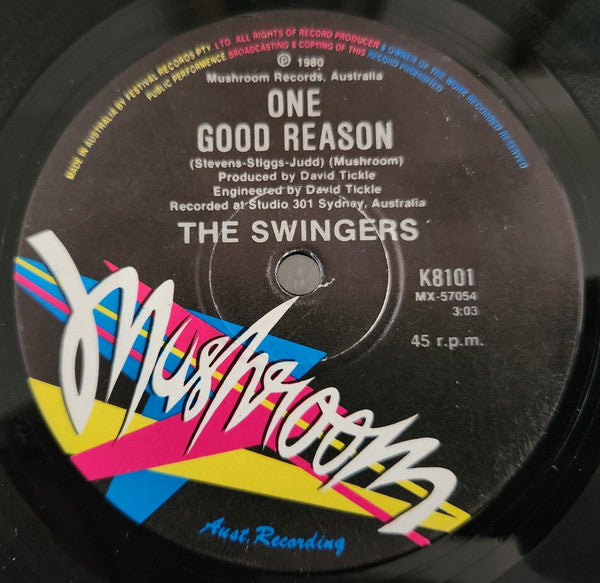 MADE IN AUSTRALIA BY FESTIVAL RECORDS PTY. LTD. ALL RIGHTS OF RECORD PRODUCER & OWNER OF THE WORK RECORDED RESERVED
PUBLIC PERFORMENCE BROADCASTING & COPYING OF THIS RECORD PROHIBITED
℗ 1980
Mushroom Records, Australia
ONE
GOOD REASON
(Stevens-Stiggs-Judd) (Mushroom)
Produced by David Tickle
Engineered by David Tickle
Recorded at Studio 301 Sydney, Australia
THE SWINGERS
K8101
MX-57054
3:03
45 r.p.m.
Mushroom
Aust. Recording